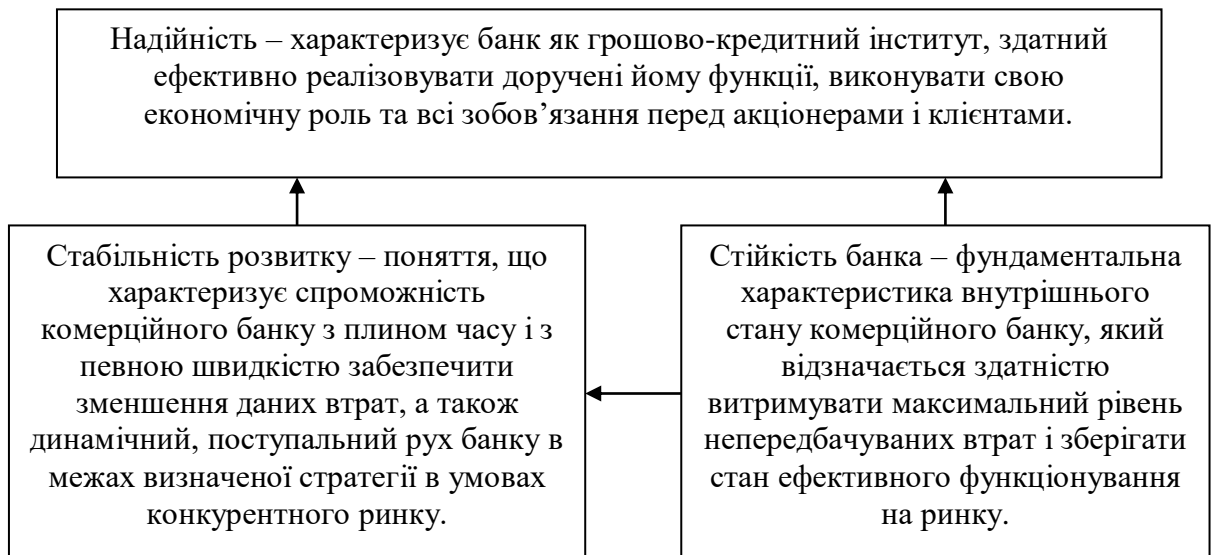 Надійність – характеризує банк як грошово-кредитний інститут, здатний
ефективно реалізовувати доручені йому функції, виконувати свою
економічну роль та всі зобов’язання перед акціонерами і клієнтами.
Стабільність розвитку – поняття, що
характеризує спроможність
комерційного банку з плином часу і з
певною швидкістю забезпечити
зменшення даних втрат, а також
динамічний, поступальний рух банку в
межах визначеної стратегії в умовах
конкурентного ринку.
Стійкість банка – фундаментальна
характеристика внутрішнього
стану комерційного банку, який
відзначається здатністю
витримувати максимальний рівень
непередбачуваних втрат і зберігати
стан ефективного функціонування
на ринку.